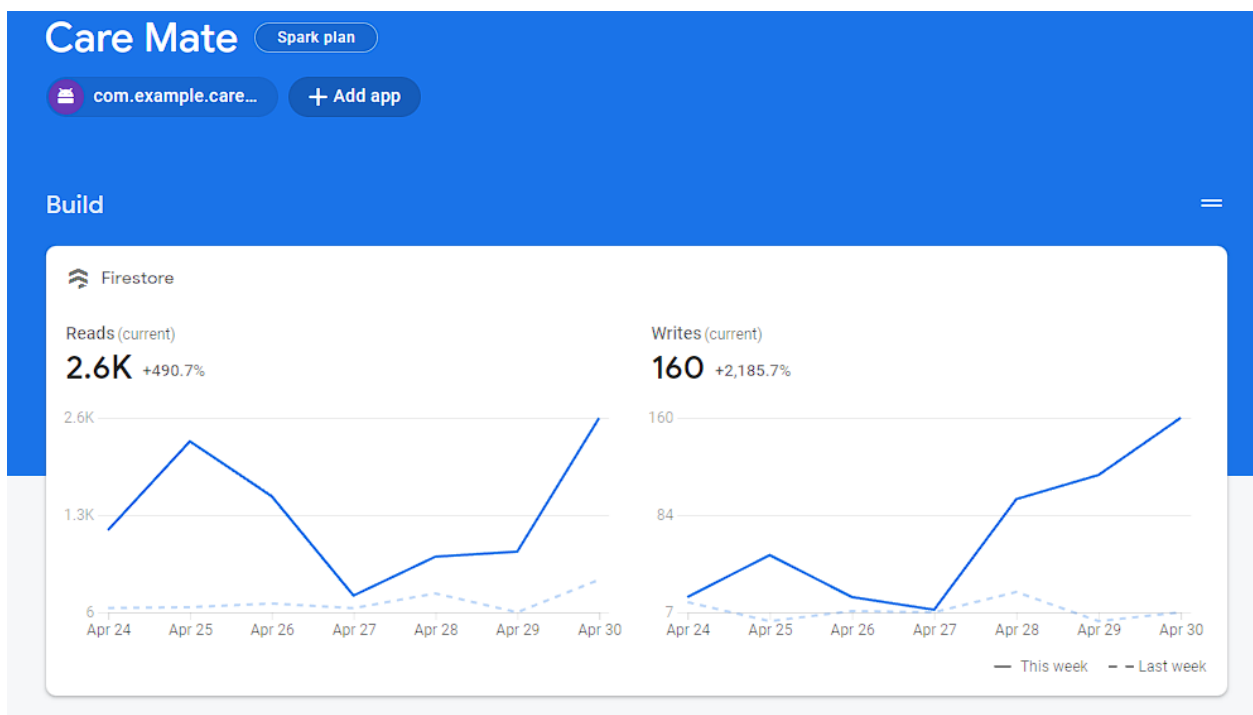 Care Mate Spark plan
com.example.care... + Add app
Build
Firestore
Reads (current)
2.6K +490.7%
2.6K
1.3K
6
Apr 24 Apr 25 Apr 26 Apr 27 Apr 28 Apr 29 Apr 30
Writes (current)
160 +2,185.7%
160
84
7
Apr 24 Apr 25 Apr 26 Apr 27 Apr 28 Apr 29 Apr 30
This week Last week